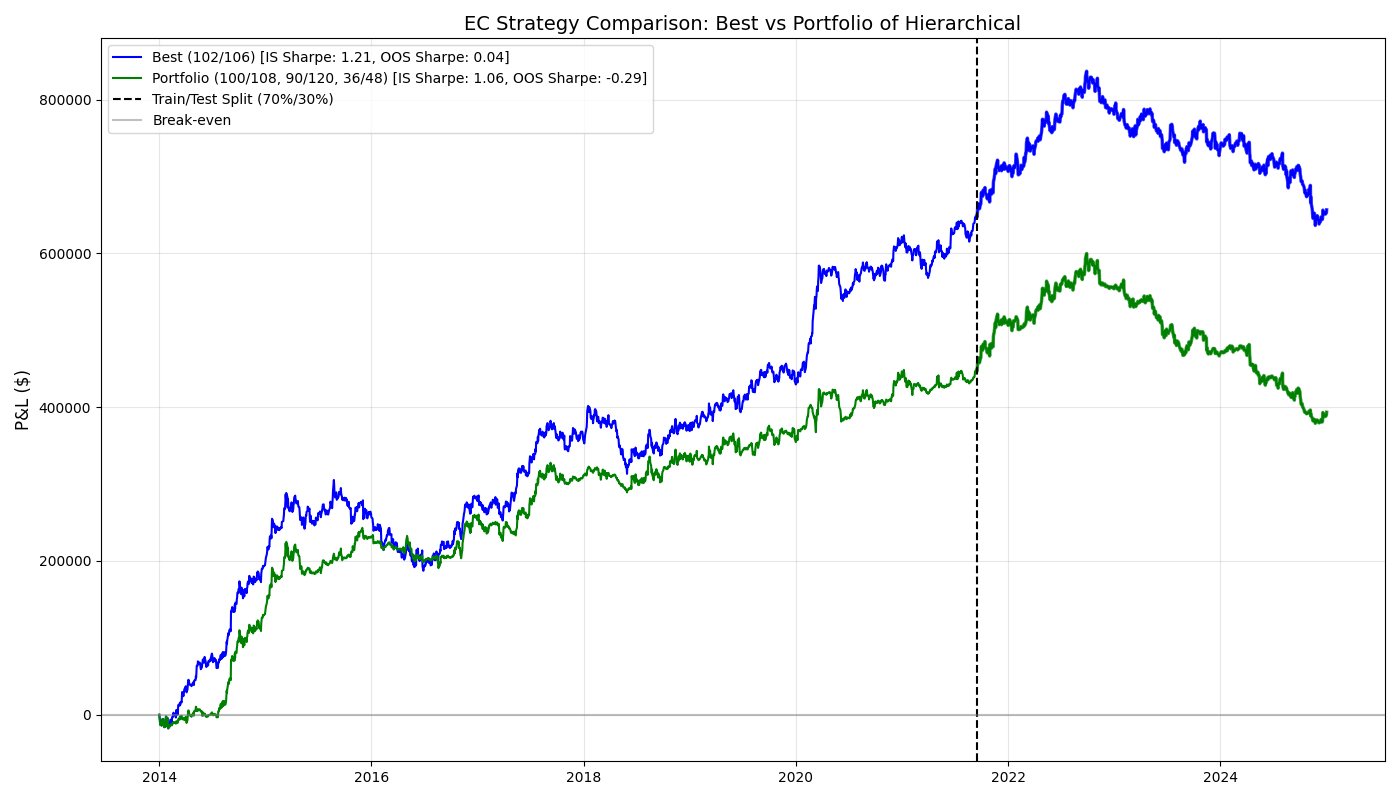 EC Strategy Comparison: Best vs Portfolio of Hierarchical
Best (102/106) [IS Sharpe: 1.21, OOS Sharpe: 0.04]
Portfolio (100/108, 90/120, 36/48) [IS Sharpe: 1.06, OOS Sharpe: -0.29]
Train/Test Split (70%/30%)
Break-even
P&L ($)
800000
600000
400000
200000
0
2014
2016
2018
2020
2022
2024